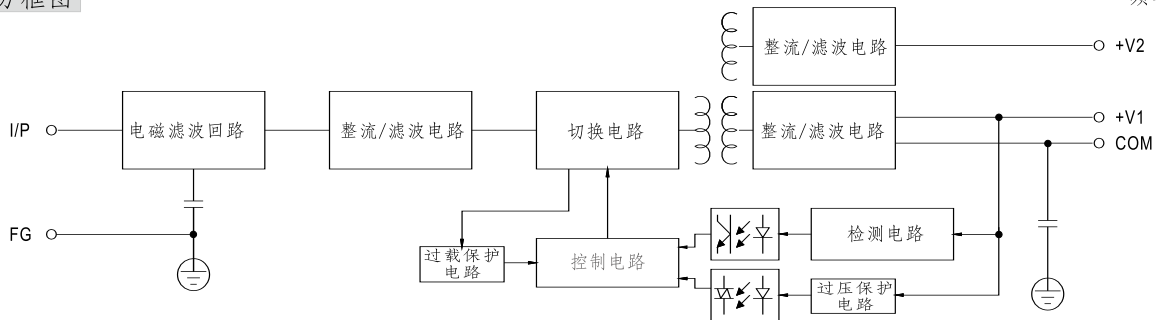 方框图
整流/滤波电路
+V2
I/P
电磁滤波回路
整流/滤波电路
切换电路
整流/滤波电路
+V1
COM
FG
过载保护
电路
控制电路
检测电路
过压保护
电路